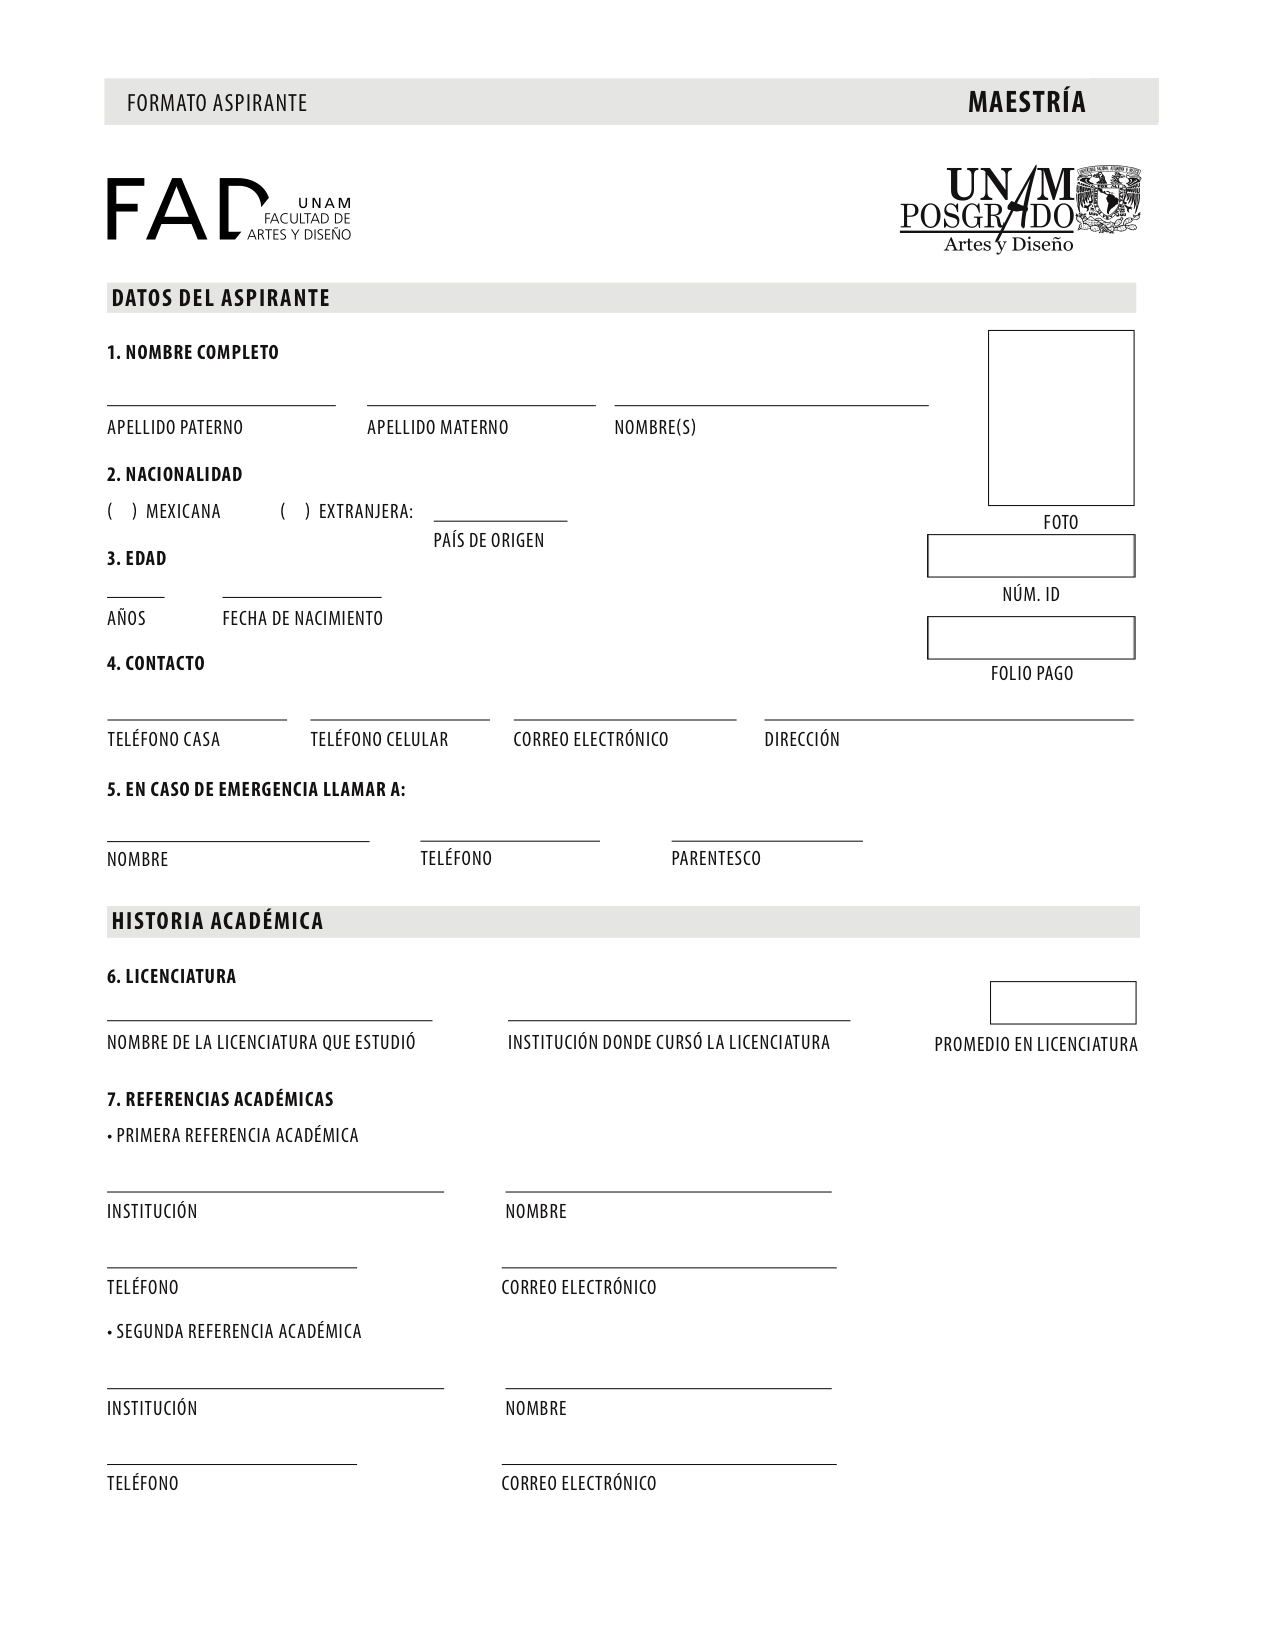 FORMATO ASPIRANTE
MAESTRÍA
FAD
UNAM
FACULTAD DE
ARTES Y DISEÑO
UNAM
POSGRADO
Artes y Diseño
DATOS DEL ASPIRANTE
1. NOMBRE COMPLETO
APELLIDO PATERNO APELLIDO MATERNO NOMBRE(S)
2. NACIONALIDAD
( ) MEXICANA ( ) EXTRANJERA:
FOTO
PAÍS DE ORIGEN
3. EDAD
NÚM. ID
AÑOS FECHA DE NACIMIENTO
4. CONTACTO
FOLIO PAGO
TELÉFONO CASA TELÉFONO CELULAR CORREO ELECTRÓNICO DIRECCIÓN
5. EN CASO DE EMERGENCIA LLAMAR A:
NOMBRE TELÉFONO PARENTESCO
HISTORIA ACADÉMICA
6. LICENCIATURA
NOMBRE DE LA LICENCIATURA QUE ESTUDIÓ INSTITUCIÓN DONDE CURSÓ LA LICENCIATURA PROMEDIO EN LICENCIATURA
7. REFERENCIAS ACADÉMICAS
• PRIMERA REFERENCIA ACADÉMICA
INSTITUCIÓN NOMBRE
TELÉFONO CORREO ELECTRÓNICO
• SEGUNDA REFERENCIA ACADÉMICA
INSTITUCIÓN NOMBRE
TELÉFONO CORREO ELECTRÓNICO